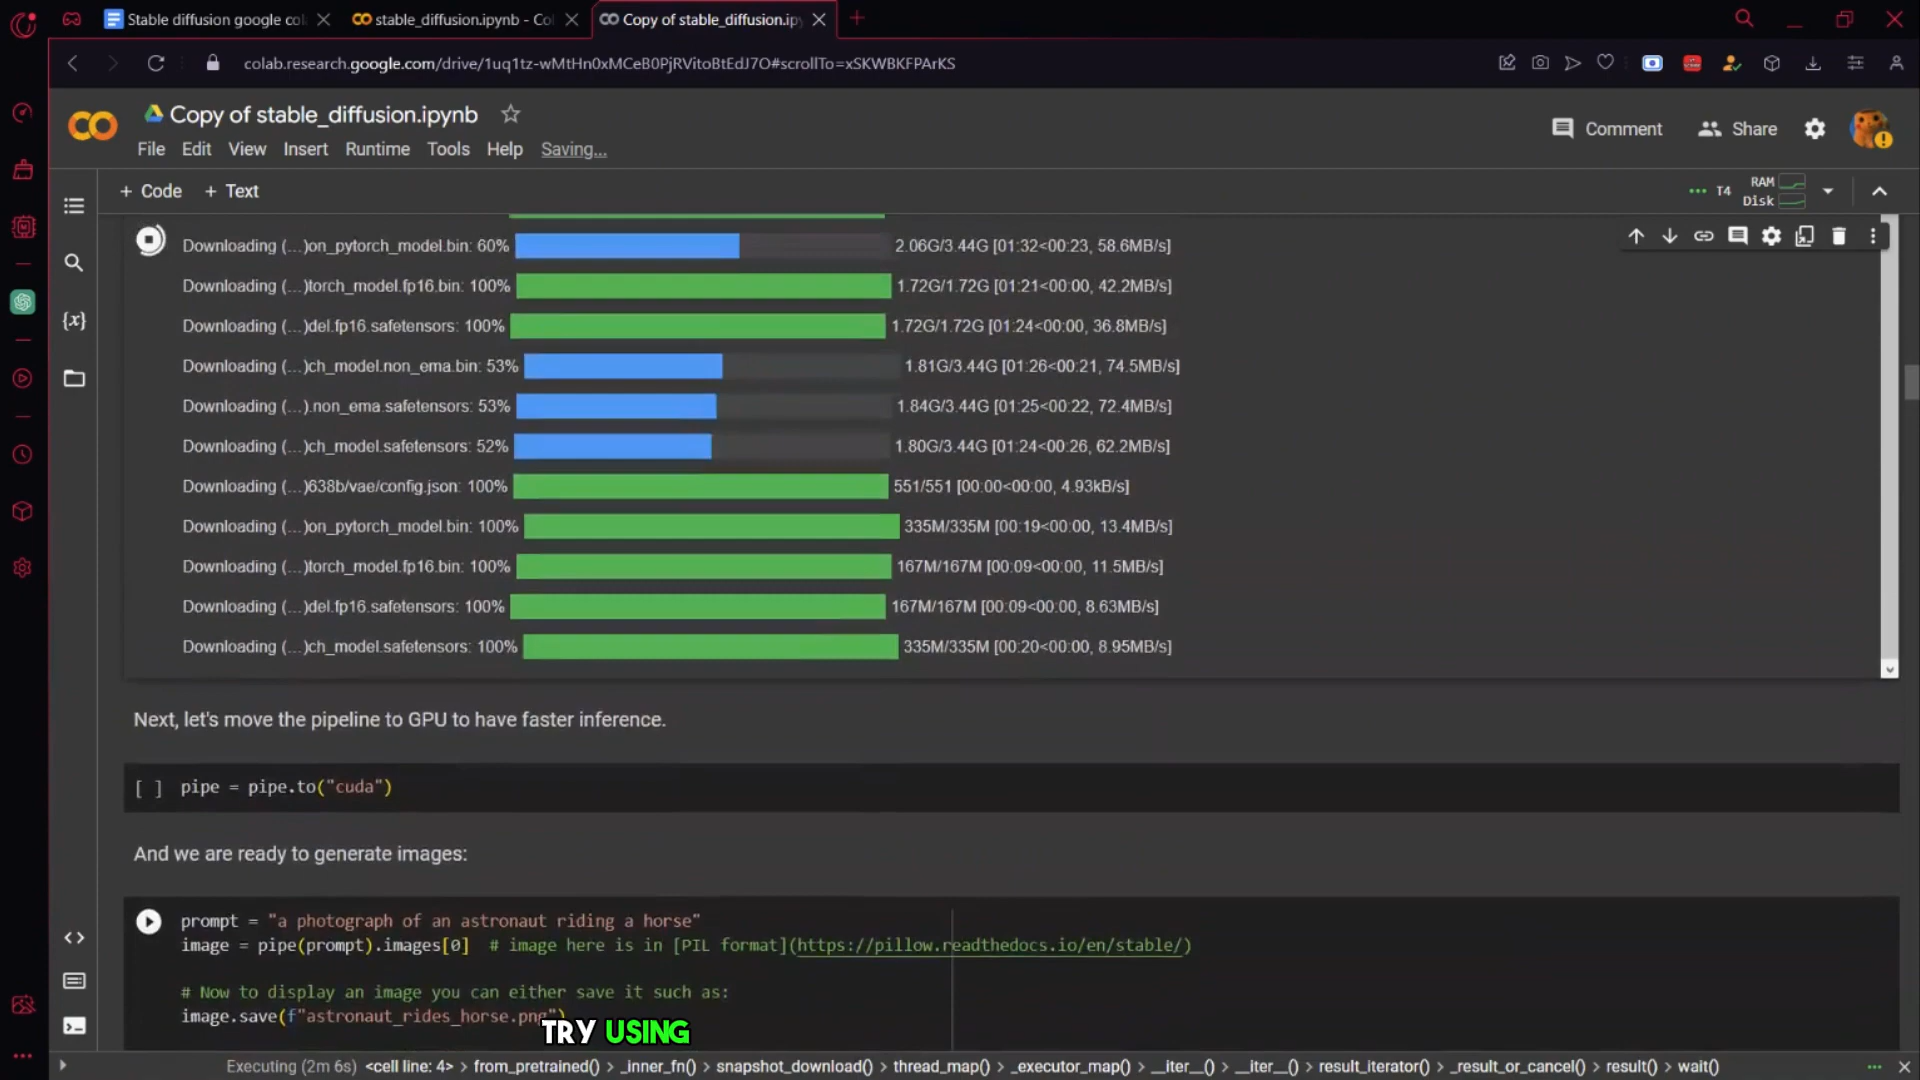 Stable diffusion google co
stable_diffusion.ipynb - Co
Copy of stable_diffusion.ip
colab.research.google.com/drive/1uq1tz-wMtHn0xMCeB0PjRVitoBtEdJ7O#scrollTo=xSKWBKFPArKS
Copy of stable_diffusion.ipynb
Comment
Share
File Edit View Insert Runtime Tools Help Saving...
+ Code + Text
T4
RAM
Disk
Downloading (…)on_pytorch_model.bin: 60% 2.06G/3.44G [01:32<00:23, 58.6MB/s]
Downloading (…)torch_model.fp16.bin: 100% 1.72G/1.72G [01:21<00:00, 42.2MB/s]
Downloading (…)del.fp16.safetensors: 100% 1.72G/1.72G [01:24<00:00, 36.8MB/s]
Downloading (…)ch_model.non_ema.bin: 53% 1.81G/3.44G [01:26<00:21, 74.5MB/s]
Downloading (…).non_ema.safetensors: 53% 1.84G/3.44G [01:25<00:22, 72.4MB/s]
Downloading (…)ch_model.safetensors: 52% 1.80G/3.44G [01:24<00:26, 62.2MB/s]
Downloading (…)638b/vae/config.json: 100% 551/551 [00:00<00:00, 4.93kB/s]
Downloading (…)on_pytorch_model.bin: 100% 335M/335M [00:19<00:00, 13.4MB/s]
Downloading (…)torch_model.fp16.bin: 100% 167M/167M [00:09<00:00, 11.5MB/s]
Downloading (…)del.fp16.safetensors: 100% 167M/167M [00:09<00:00, 8.63MB/s]
Downloading (…)ch_model.safetensors: 100% 335M/335M [00:20<00:00, 8.95MB/s]
Next, let's move the pipeline to GPU to have faster inference.
[ ] pipe = pipe.to("cuda")
And we are ready to generate images:
prompt = "a photograph of an astronaut riding a horse"
image = pipe(prompt).images[0] # image here is in [PIL format](https://pillow.readthedocs.io/en/stable/)
# Now to display an image you can either save it such as:
image.save(f"astronaut_rides_horse.png")
TRY USING
Executing (2m 6s) <cell line: 4> > from_pretrained() > _inner_fn() > snapshot_download() > thread_map() > _executor_map() > __iter__() > __iter__() > result_iterator() > _result_or_cancel() > result() > wait()